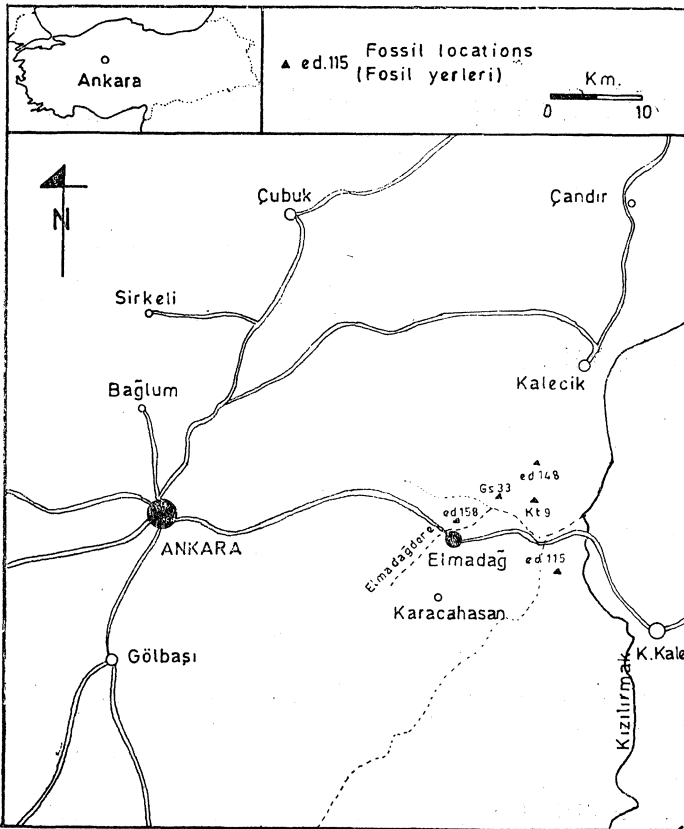 Ankara
▲ ed.115 Fossil locations
(Fosil yerleri)
Km.
0 10
N
Çubuk
Çandır
Sirkeli
Kalecik
Bağlum
ed 148
Gs 33
Kt 9
ed 158
ANKARA
Elmadağdere
Elmadağ
ed 115
Karacahasan
Gölbaşı
K.Kale
Kızılırmak